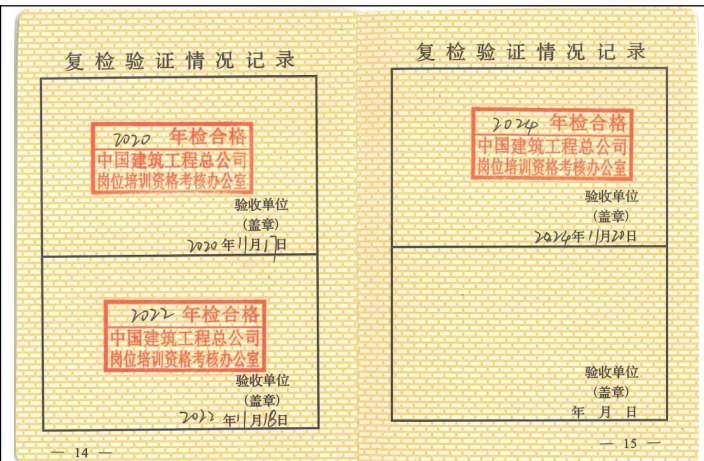 复检验证情况记录
2020 年检合格
中国建筑工程总公司
岗位培训资格考核办公室
验收单位
(盖章)
2020年11月17日
2022 年检合格
中国建筑工程总公司
岗位培训资格考核办公室
验收单位
(盖章)
2022年11月18日
— 14 —
复检验证情况记录
2024 年检合格
中国建筑工程总公司
岗位培训资格考核办公室
验收单位
(盖章)
2024年11月20日
验收单位
(盖章)
年 月 日
— 15 —